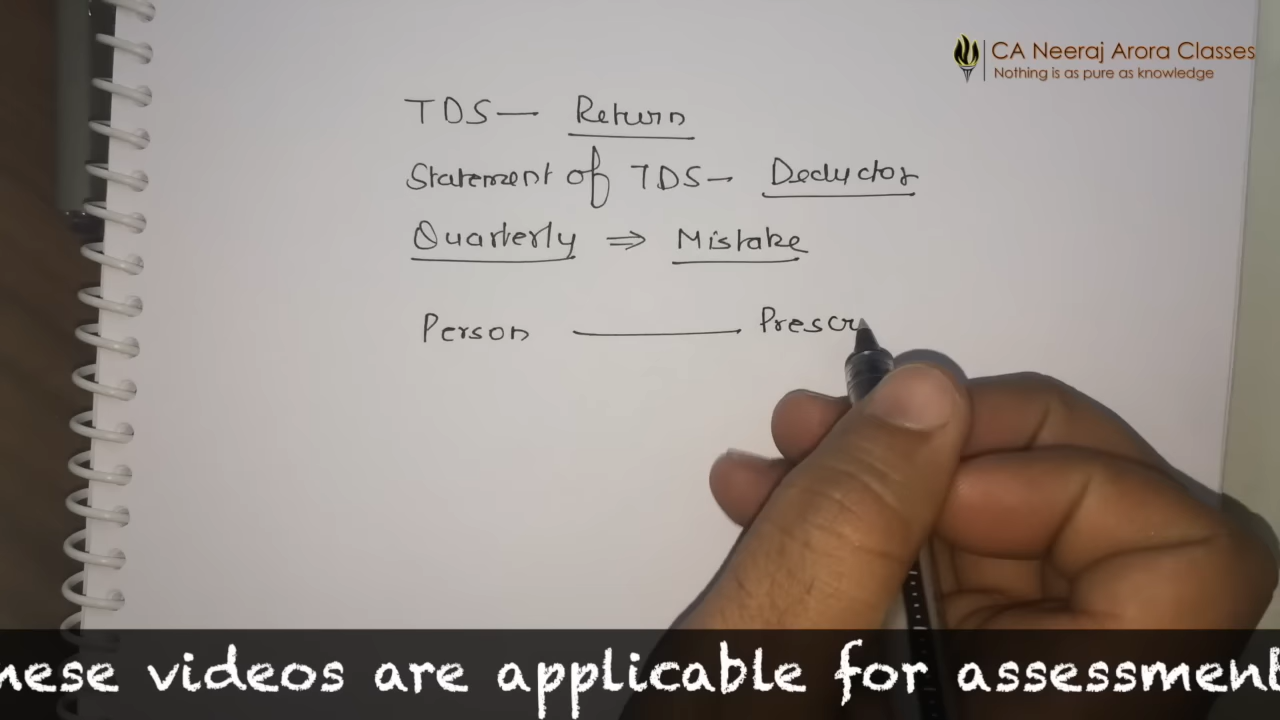 CA Neeraj Arora Classes
Nothing is as pure as knowledge
TDS — Return
Statement of TDS — Deductor
Quarterly ⇒ Mistake
Person — Prescr
hese videos are applicable for assessment